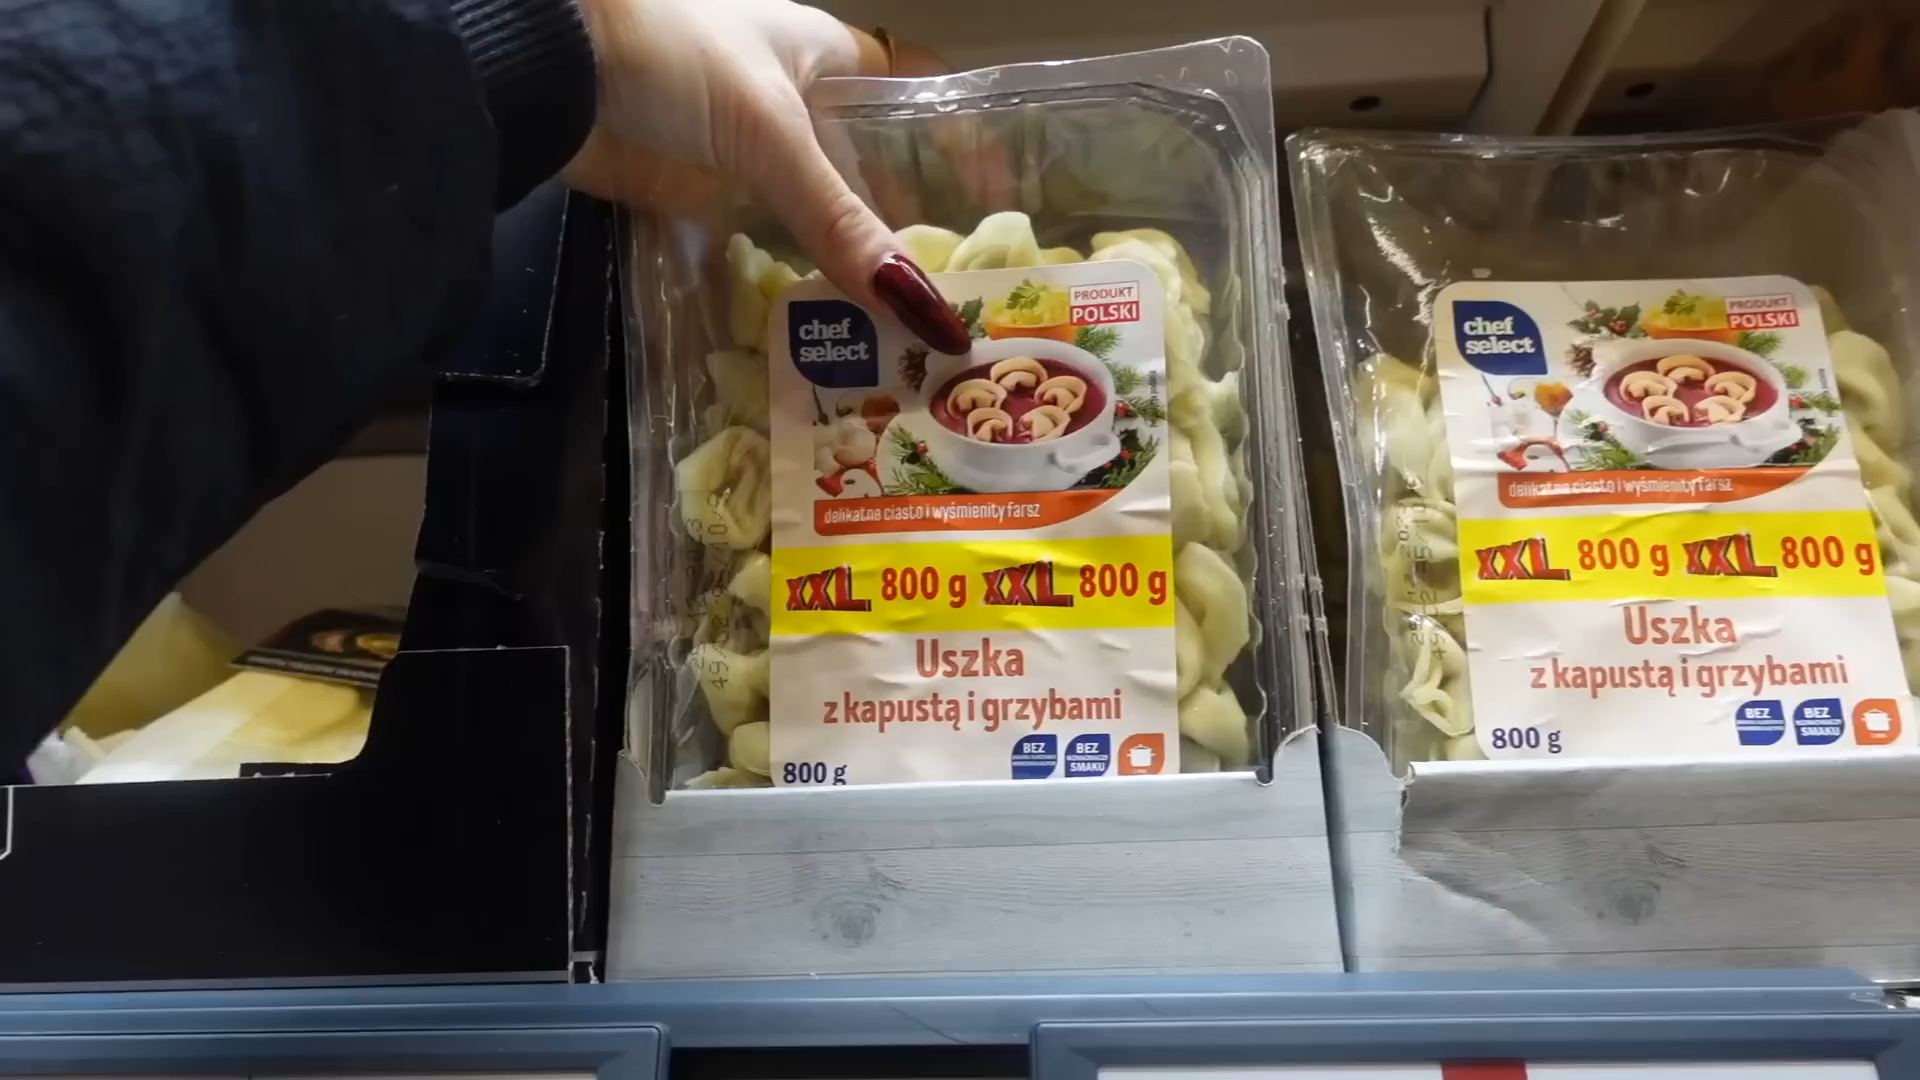 chef
select
PRODUKT
POLSKI
delikatne ciasto i wyśmienity farsz
XXL 800 g XXL 800 g
Uszka
z kapustą i grzybami
800 g
BEZ
BEZ
SMAKU
chef
select
PRODUKT
POLSKI
delikatne ciasto i wyśmienity farsz
XXL 800 g XXL 800 g
Uszka
z kapustą i grzybami
800 g
BEZ
BEZ
SMAKU